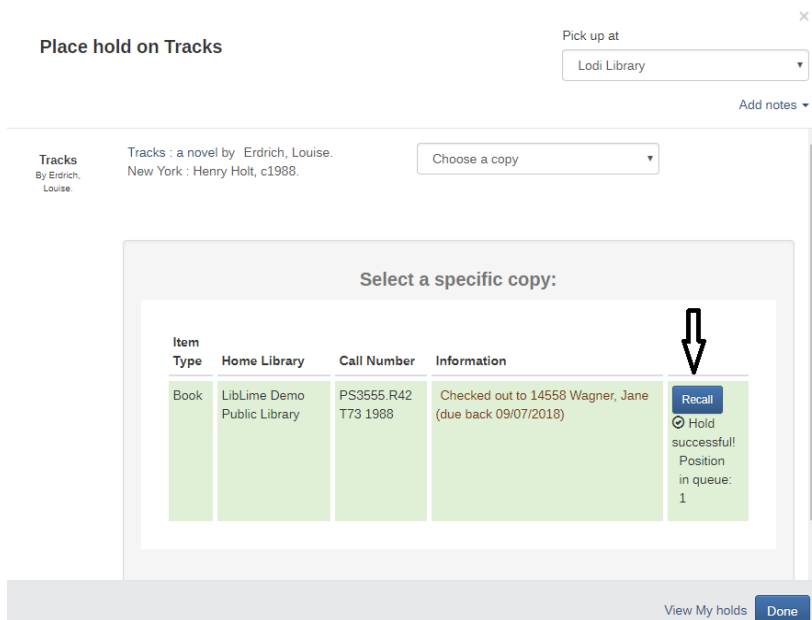 ×
Place hold on Tracks
Pick up at
Lodi Library
Add notes
Tracks
By Erdrich,
Louise.
Tracks : a novel by Erdrich, Louise.
New York : Henry Holt, c1988.
Choose a copy
Select a specific copy:
Item
Type
Home Library
Call Number
Information
Book
LibLime Demo
Public Library
PS3555.R42
T73 1988
Checked out to 14558 Wagner, Jane
(due back 09/07/2018)
Recall
Hold
successful!
Position
in queue:
1
View My holds
Done